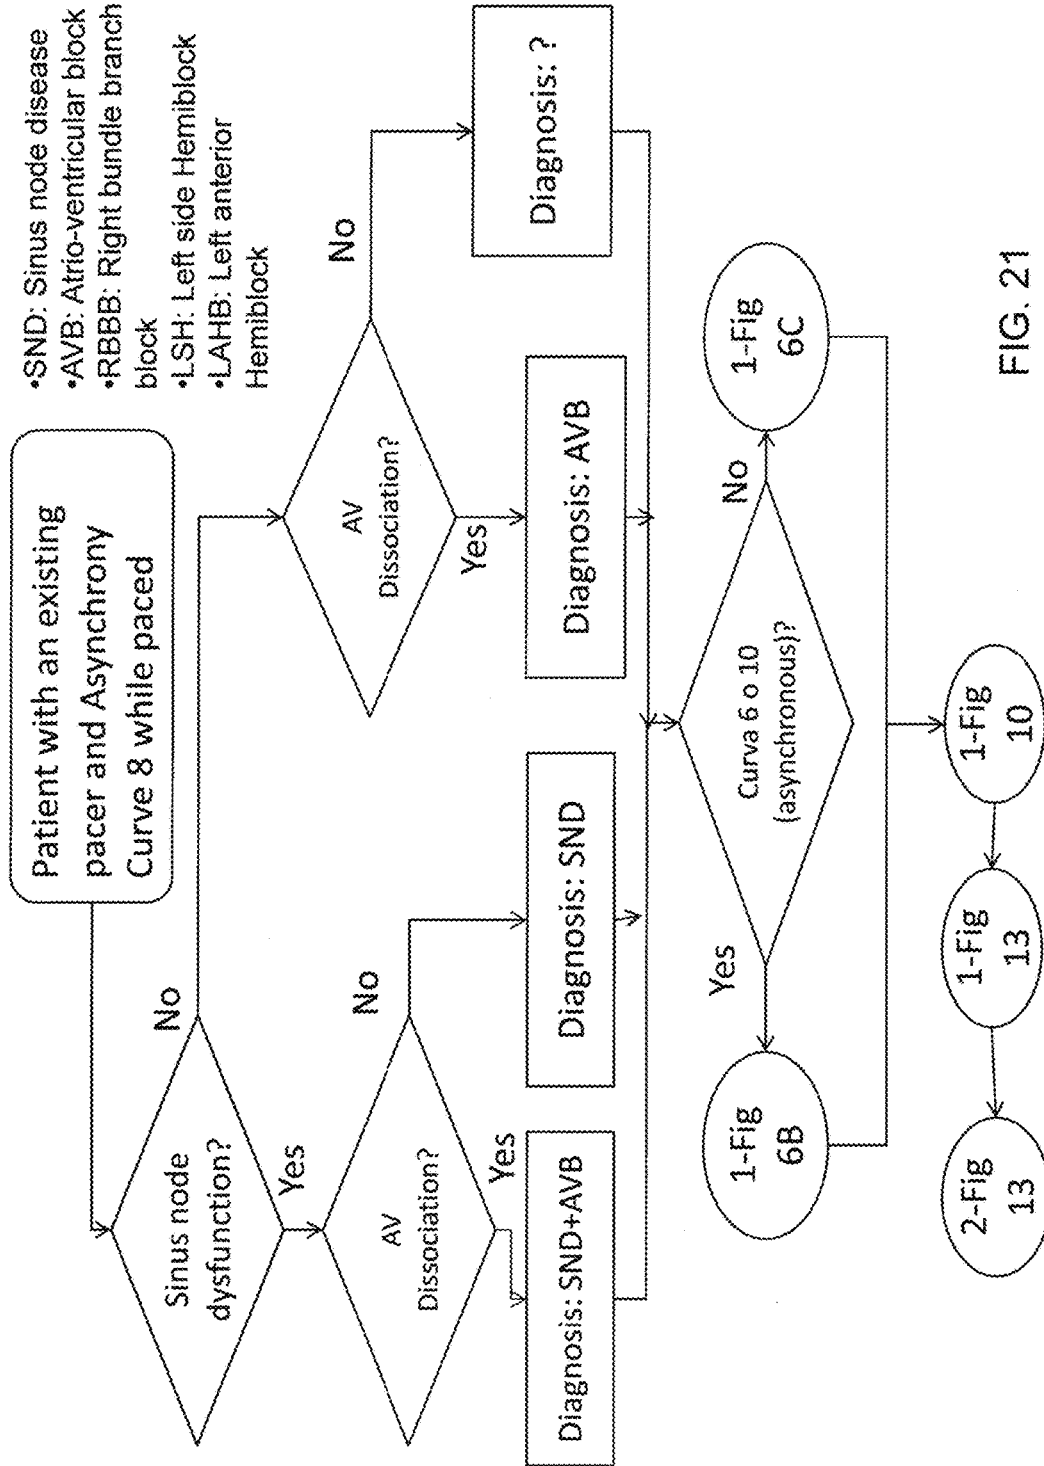 Patient with an existing
pacer and Asynchrony
Curve 8 while paced
•SND: Sinus node disease
•AVB: Atrio-ventricular block
•RBBB: Right bundle branch
block
•LSH: Left side Hemiblock
•LAHB: Left anterior
Hemiblock
Sinus node
dysfunction?
No
Yes
AV
Dissociation?
No
Yes
AV
Dissociation?
No
Yes
Diagnosis: SND+AVB
Diagnosis: SND
Diagnosis: AVB
Diagnosis: ?
Curva 6 o 10
(asynchronous)?
Yes
No
1-Fig
6B
1-Fig
6C
2-Fig
13
1-Fig
13
1-Fig
10
FIG. 21